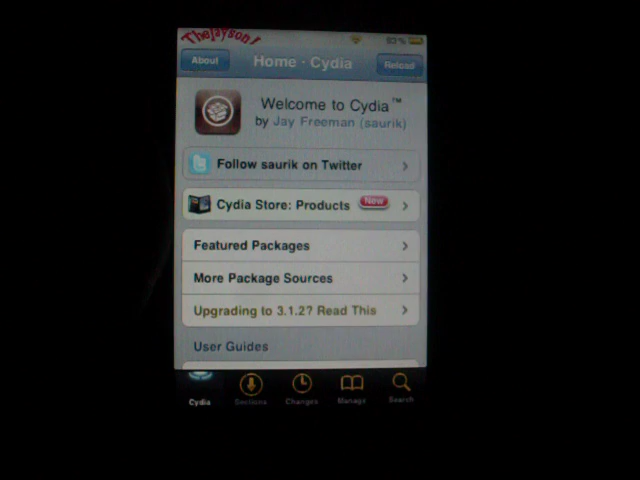 TheJayson!
93%
About
Home · Cydia
Reload
Welcome to Cydia™
by Jay Freeman (saurik)
Follow saurik on Twitter
Cydia Store: Products New
Featured Packages
More Package Sources
Upgrading to 3.1.2? Read This
User Guides
Cydia Sections Changes Manage Search